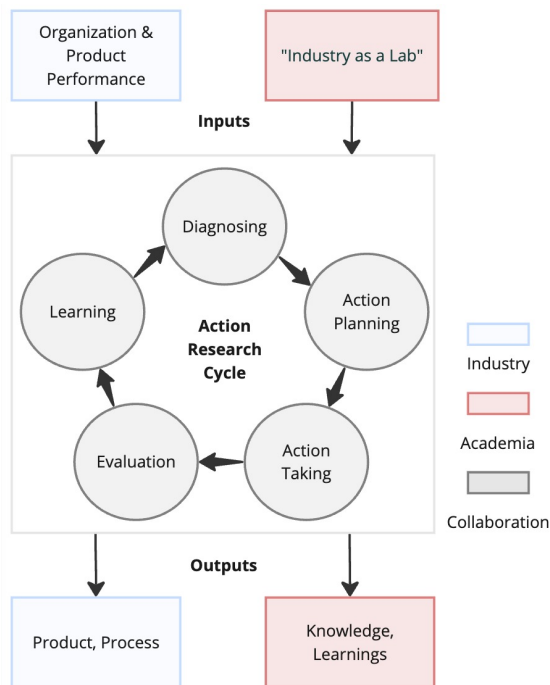 Organization &
Product
Performance
"Industry as a Lab"
Inputs
Diagnosing
Learning
Action
Planning
Action
Research
Cycle
Evaluation
Action
Taking
Industry
Academia
Collaboration
Outputs
Product, Process
Knowledge,
Learnings